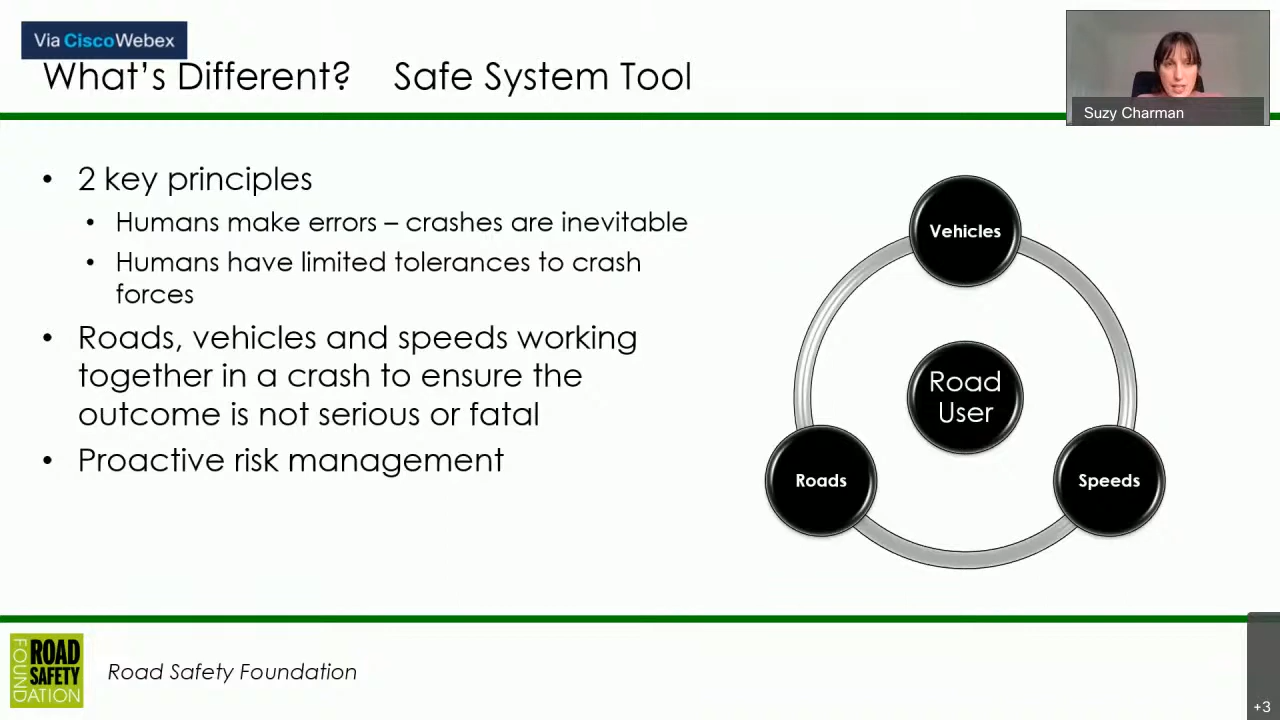 Via CiscoWebex
What's Different? Safe System Tool
Suzy Charman
• 2 key principles
• Humans make errors – crashes are inevitable
• Humans have limited tolerances to crash
forces
• Roads, vehicles and speeds working
together in a crash to ensure the
outcome is not serious or fatal
• Proactive risk management
Vehicles
Road
User
Roads
Speeds
ROAD
SAFETY
FOUNDATION
Road Safety Foundation
+3